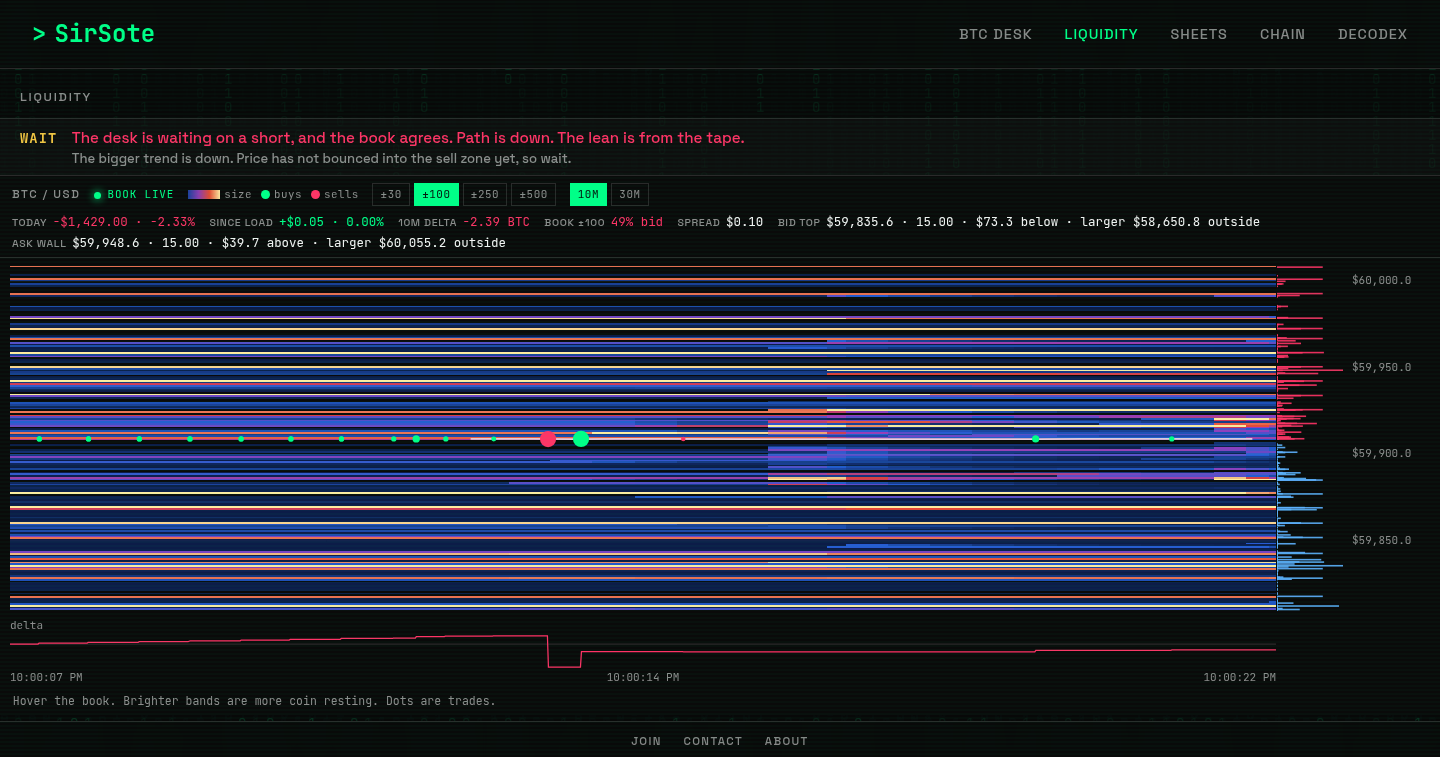 > SirSote
BTC DESK LIQUIDITY SHEETS CHAIN DECODEX
LIQUIDITY
WAIT The desk is waiting on a short, and the book agrees. Path is down. The lean is from the tape.
The bigger trend is down. Price has not bounced into the sell zone yet, so wait.
BTC / USD BOOK LIVE size buys sells ±30 ±100 ±250 ±500 10M 30M
TODAY -$1,429.00 · -2.33% SINCE LOAD +$0.05 · 0.00% 10M DELTA -2.39 BTC BOOK ±100 49% bid SPREAD $0.10 BID TOP $59,835.6 · 15.00 · $73.3 below · larger $58,650.8 outside
ASK WALL $59,948.6 · 15.00 · $39.7 above · larger $60,055.2 outside
$60,000.0
$59,950.0
$59,900.0
$59,850.0
delta
10:00:07 PM 10:00:14 PM 10:00:22 PM
Hover the book. Brighter bands are more coin resting. Dots are trades.
JOIN CONTACT ABOUT